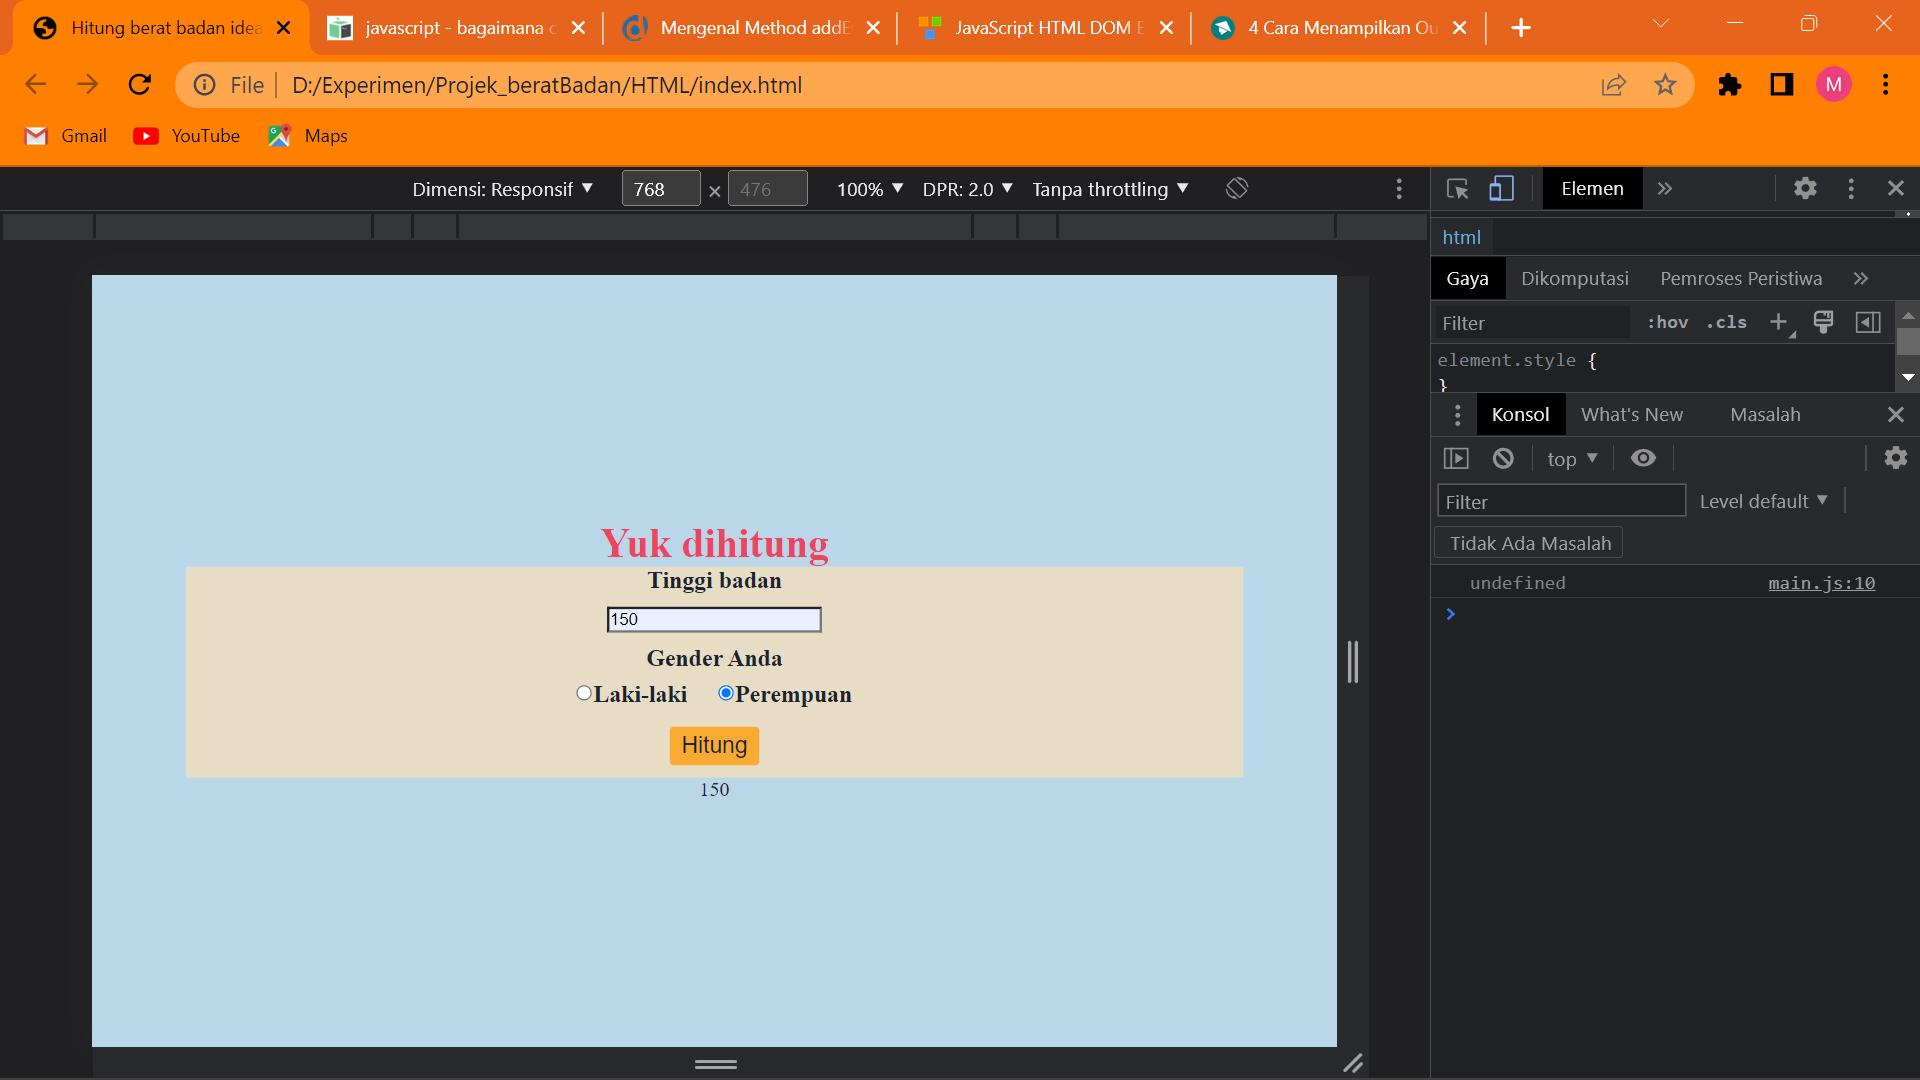 Hitung berat badan idea
javascript - bagaimana c
Mengenal Method addE
JavaScript HTML DOM E
4 Cara Menampilkan Ou
File
D:/Experimen/Projek_beratBadan/HTML/index.html
M
Gmail
YouTube
Maps
Dimensi: Responsif ▼ 768 × 476 100% ▼ DPR: 2.0 ▼ Tanpa throttling ▼
Elemen
html
Gaya Dikomputasi Pemroses Peristiwa
Filter :hov .cls
element.style {
}
Konsol What's New Masalah
top ▼
Filter Level default ▼
Tidak Ada Masalah
undefined main.js:10
Yuk dihitung
Tinggi badan
150
Gender Anda
Laki-laki Perempuan
Hitung
150